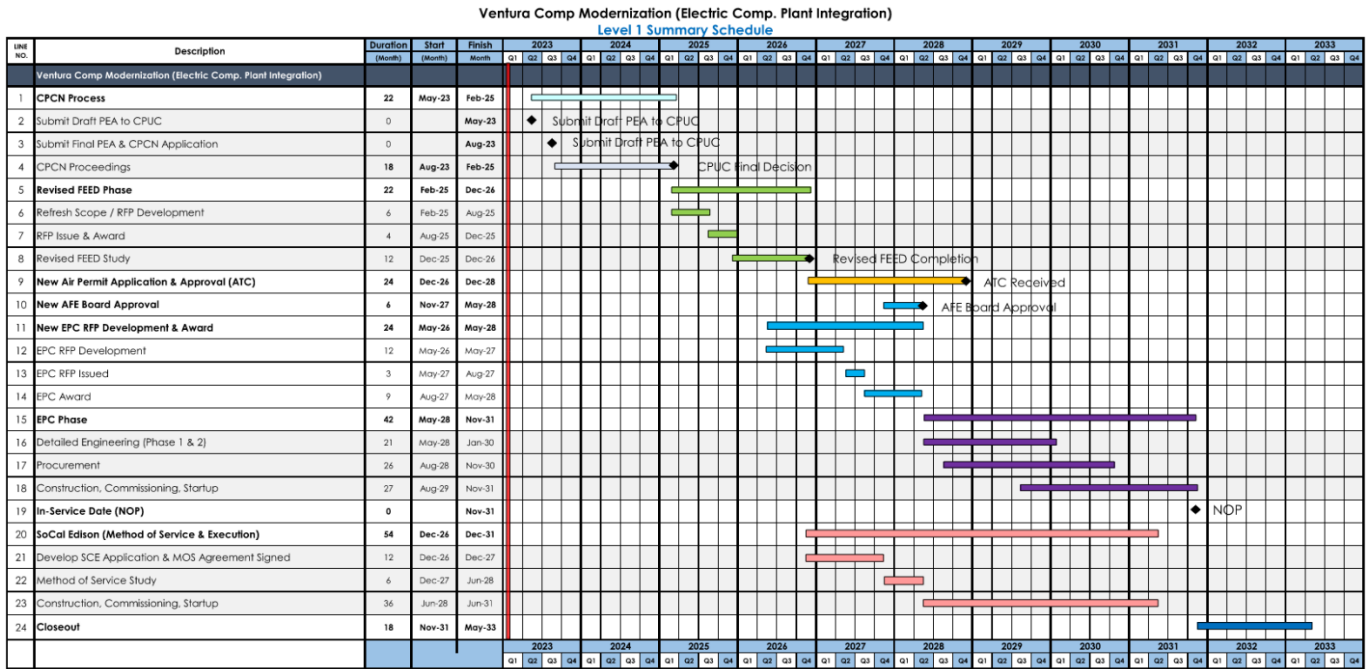 Ventura Comp Modernization (Electric Comp. Plant Integration)
Level 1 Summary Schedule
LINE NO. Description Duration (Month) Start (Month) Finish Month 2023 2024 2025 2026 2027 2028 2029 2030 2031 2032 2033
Q1 Q2 Q3 Q4 Q1 Q2 Q3 Q4 Q1 Q2 Q3 Q4 Q1 Q2 Q3 Q4 Q1 Q2 Q3 Q4 Q1 Q2 Q3 Q4 Q1 Q2 Q3 Q4 Q1 Q2 Q3 Q4 Q1 Q2 Q3 Q4 Q1 Q2 Q3 Q4 Q1 Q2 Q3 Q4
Ventura Comp Modernization (Electric Comp. Plant Integration)
1 CPCN Process 22 May-23 Feb-25
2 Submit Draft PEA to CPUC 0 May-23 Submit Draft PEA to CPUC
3 Submit Final PEA & CPCN Application 0 Aug-23 Submit Draft PEA to CPUC
4 CPCN Proceedings 18 Aug-23 Feb-25 CPUC Final Decision
5 Revised FEED Phase 22 Feb-25 Dec-26
6 Refresh Scope / RFP Development 6 Feb-25 Aug-25
7 RFP Issue & Award 4 Aug-25 Dec-25
8 Revised FEED Study 12 Dec-25 Dec-26 Revised FEED Completion
9 New Air Permit Application & Approval (ATC) 24 Dec-26 Dec-28 ATC Received
10 New AFE Board Approval 6 Nov-27 May-28 AFE Board Approval
11 New EPC RFP Development & Award 24 May-26 May-28
12 EPC RFP Development 12 May-26 May-27
13 EPC RFP Issued 3 May-27 Aug-27
14 EPC Award 9 Aug-27 May-28
15 EPC Phase 42 May-28 Nov-31
16 Detailed Engineering (Phase 1 & 2) 21 May-28 Jan-30
17 Procurement 26 Aug-28 Nov-30
18 Construction, Commissioning, Startup 27 Aug-29 Nov-31
19 In-Service Date (NOP) 0 Nov-31 NOP
20 SoCal Edison (Method of Service & Execution) 54 Dec-26 Dec-31
21 Develop SCE Application & MOS Agreement Signed 12 Dec-26 Dec-27
22 Method of Service Study 6 Dec-27 Jun-28
23 Construction, Commissioning, Startup 36 Jun-28 Jun-31
24 Closeout 18 Nov-31 May-33
2023 2024 2025 2026 2027 2028 2029 2030 2031 2032 2033
Q1 Q2 Q3 Q4 Q1 Q2 Q3 Q4 Q1 Q2 Q3 Q4 Q1 Q2 Q3 Q4 Q1 Q2 Q3 Q4 Q1 Q2 Q3 Q4 Q1 Q2 Q3 Q4 Q1 Q2 Q3 Q4 Q1 Q2 Q3 Q4 Q1 Q2 Q3 Q4 Q1 Q2 Q3 Q4